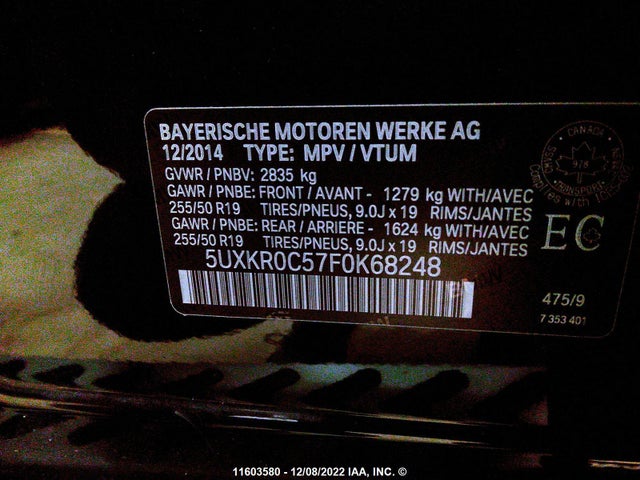 BAYERISCHE MOTOREN WERKE AG
12/2014 TYPE: MPV / VTUM
GVWR / PNBV: 2835 kg
GAWR / PNBE: FRONT / AVANT - 1279 kg WITH/AVEC
255/50 R19 TIRES/PNEUS, 9.0J x 19 RIMS/JANTES
GAWR / PNBE: REAR / ARRIERE - 1624 kg WITH/AVEC
255/50 R19 TIRES/PNEUS, 9.0J x 19 RIMS/JANTES
5UXKR0C57F0K68248
CANADA
978
TRANSPORT
EC
475/9
7 353 401
11603580 - 12/08/2022 IAA, INC. ©